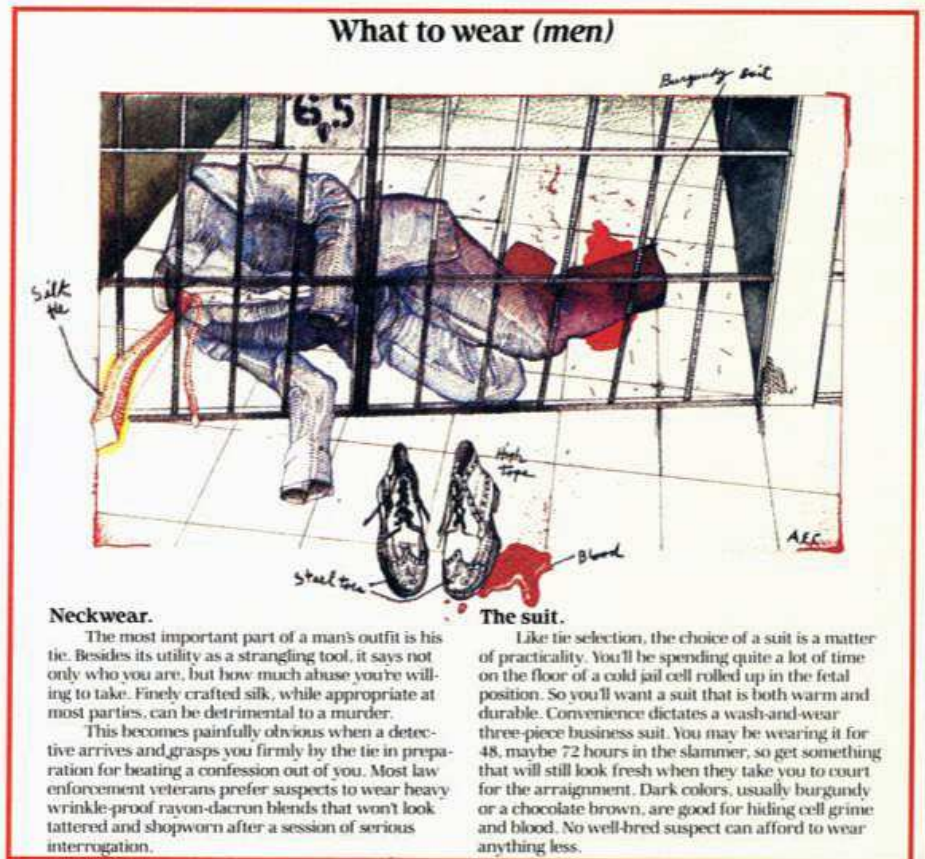 What to wear (men)
Burgundy suit
6,5
Silk
tie
High
Tops
A.E.C.
Steel toes
Blood
Neckwear.
The most important part of a man's outfit is his
tie. Besides its utility as a strangling tool, it says not
only who you are, but how much abuse you're will-
ing to take. Finely crafted silk, while appropriate at
most parties, can be detrimental to a murder.
This becomes painfully obvious when a detec-
tive arrives and grasps you firmly by the tie in prepa-
ration for beating a confession out of you. Most law
enforcement veterans prefer suspects to wear heavy
wrinkle-proof rayon-dacron blends that won't look
tattered and shopworn after a session of serious
interrogation.
The suit.
Like tie selection, the choice of a suit is a matter
of practicality. You'll be spending quite a lot of time
on the floor of a cold jail cell rolled up in the fetal
position. So you'll want a suit that is both warm and
durable. Convenience dictates a wash-and-wear
three-piece business suit. You may be wearing it for
48, maybe 72 hours in the slammer, so get something
that will still look fresh when they take you to court
for the arraignment. Dark colors, usually burgundy
or a chocolate brown, are good for hiding cell grime
and blood. No well-bred suspect can afford to wear
anything less.